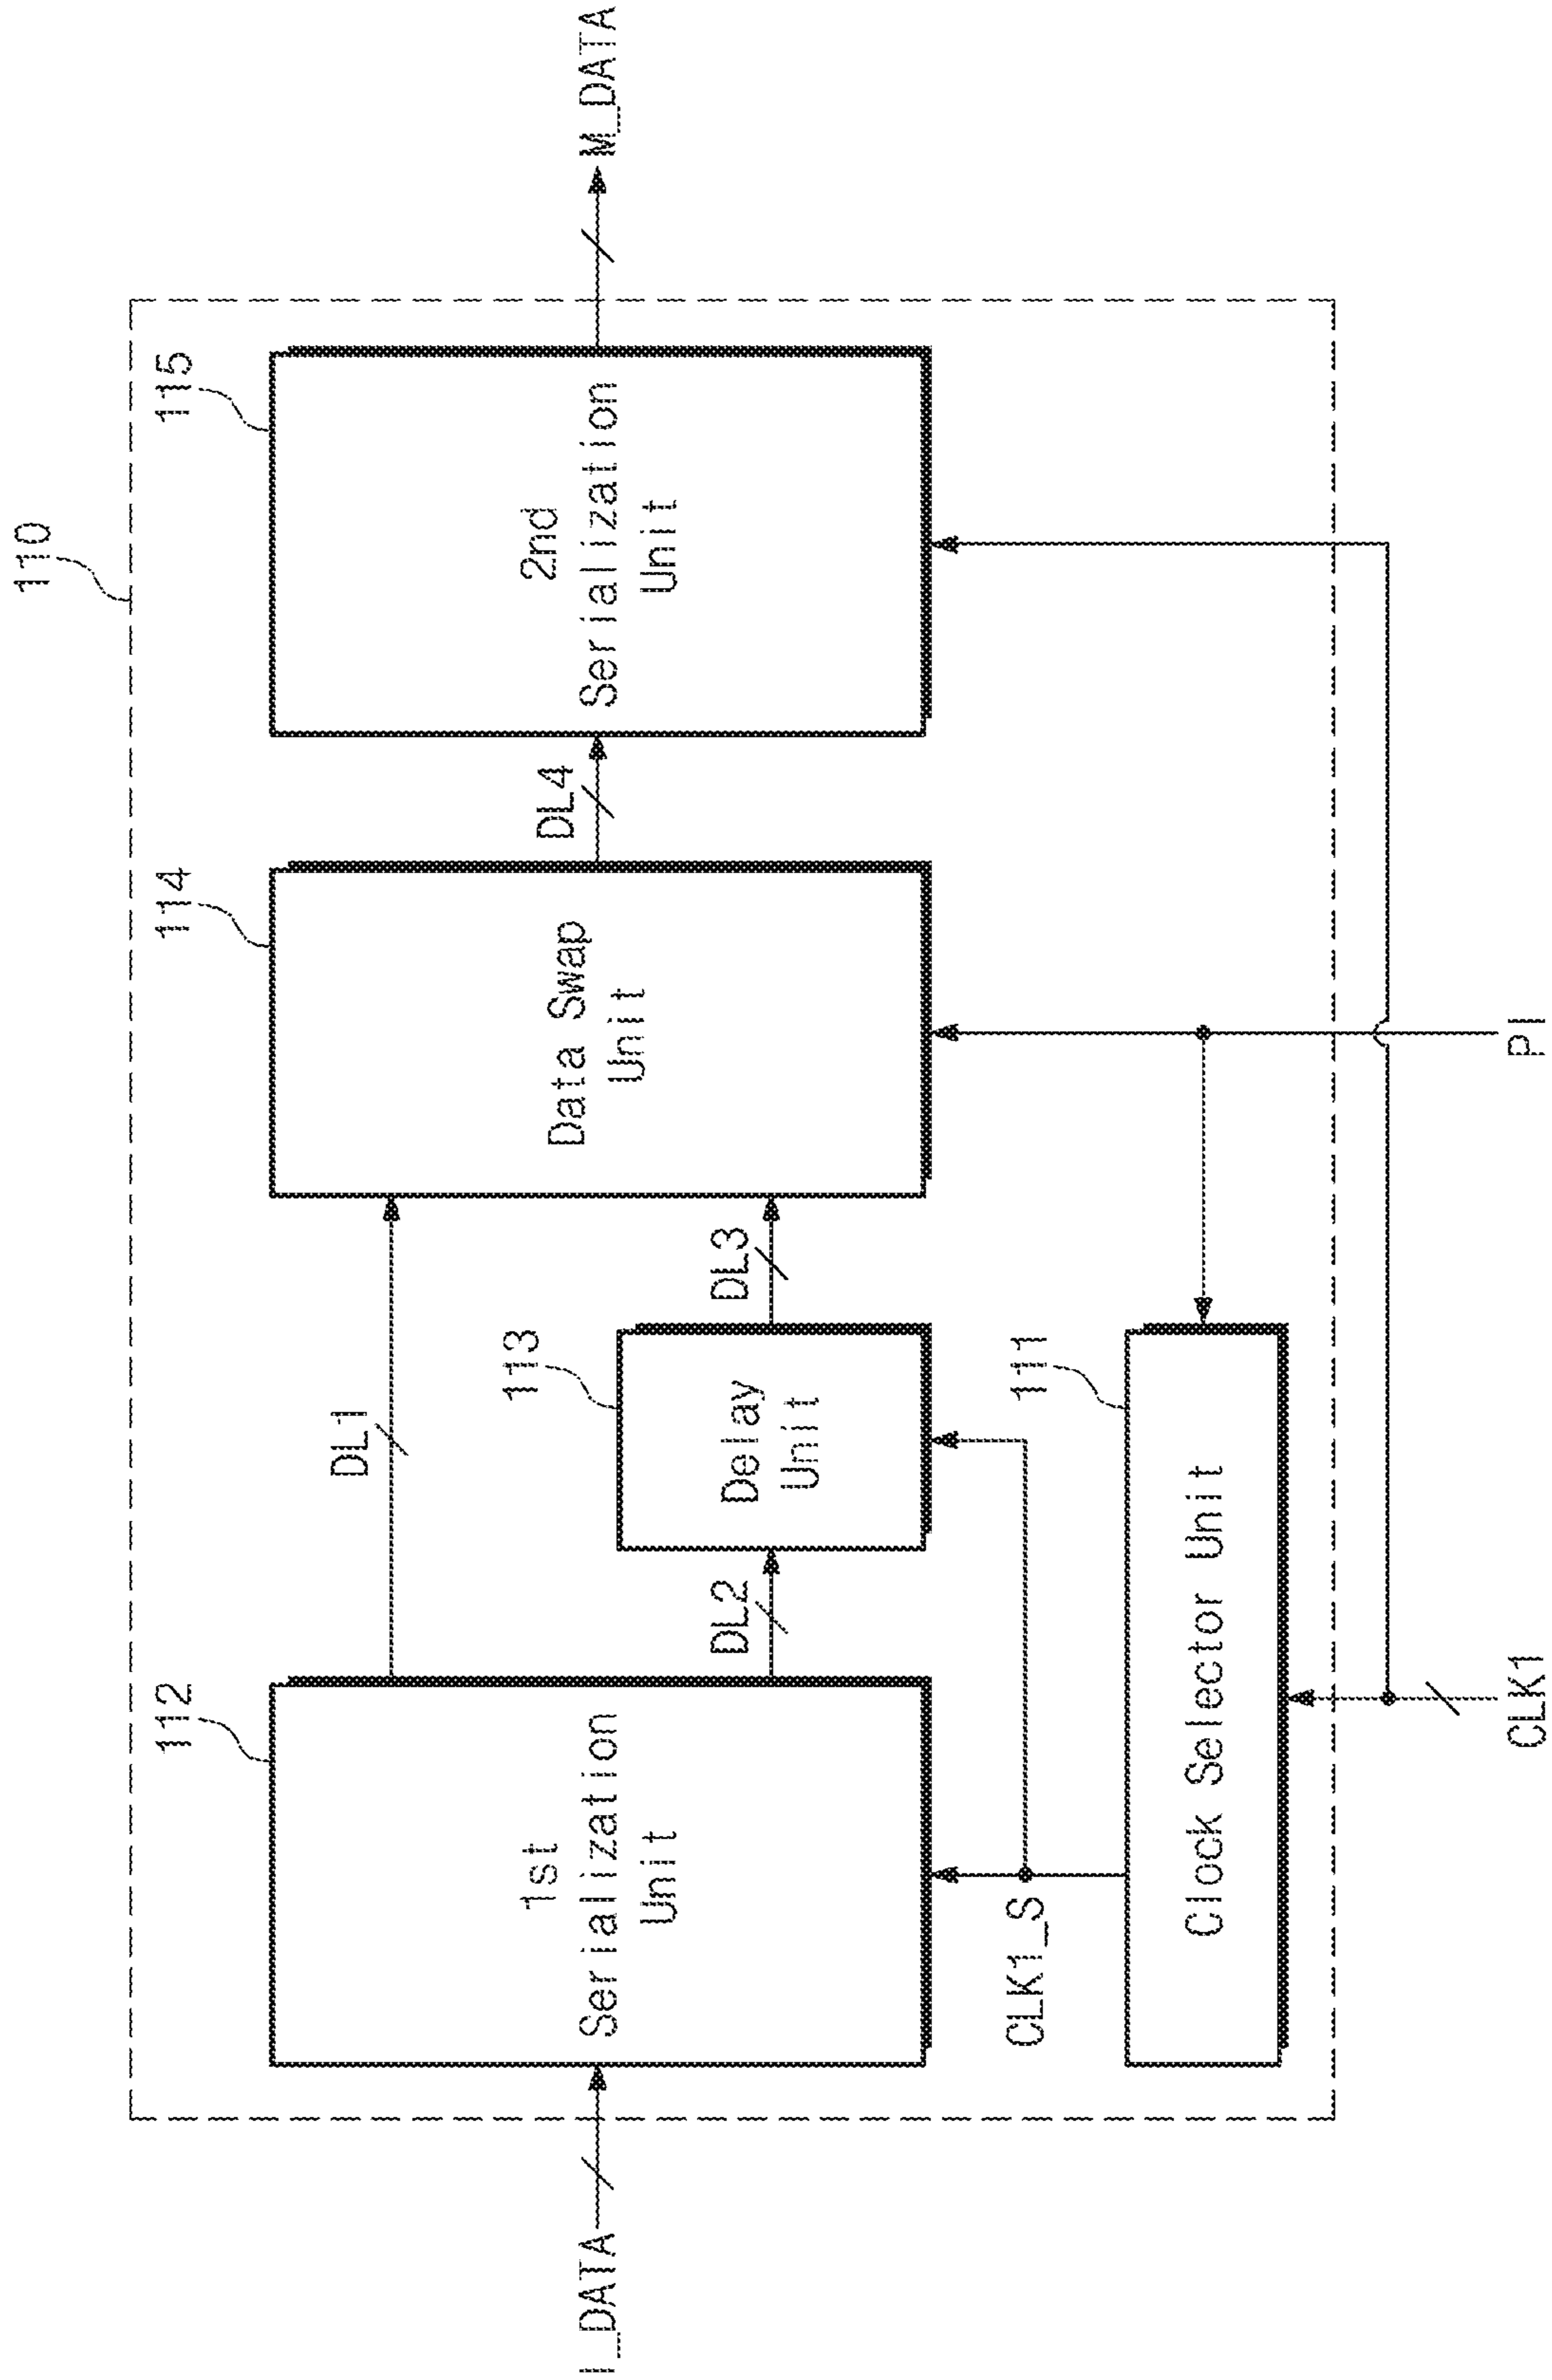 110
112
113
114
115
111
I_DATA
1st
Serialization
Unit
DL1
DL2
Delay
Unit
DL3
Data Swap
Unit
DL4
2nd
Serialization
Unit
M_DATA
CLK1_S
Clock Selector Unit
CLK1
PI